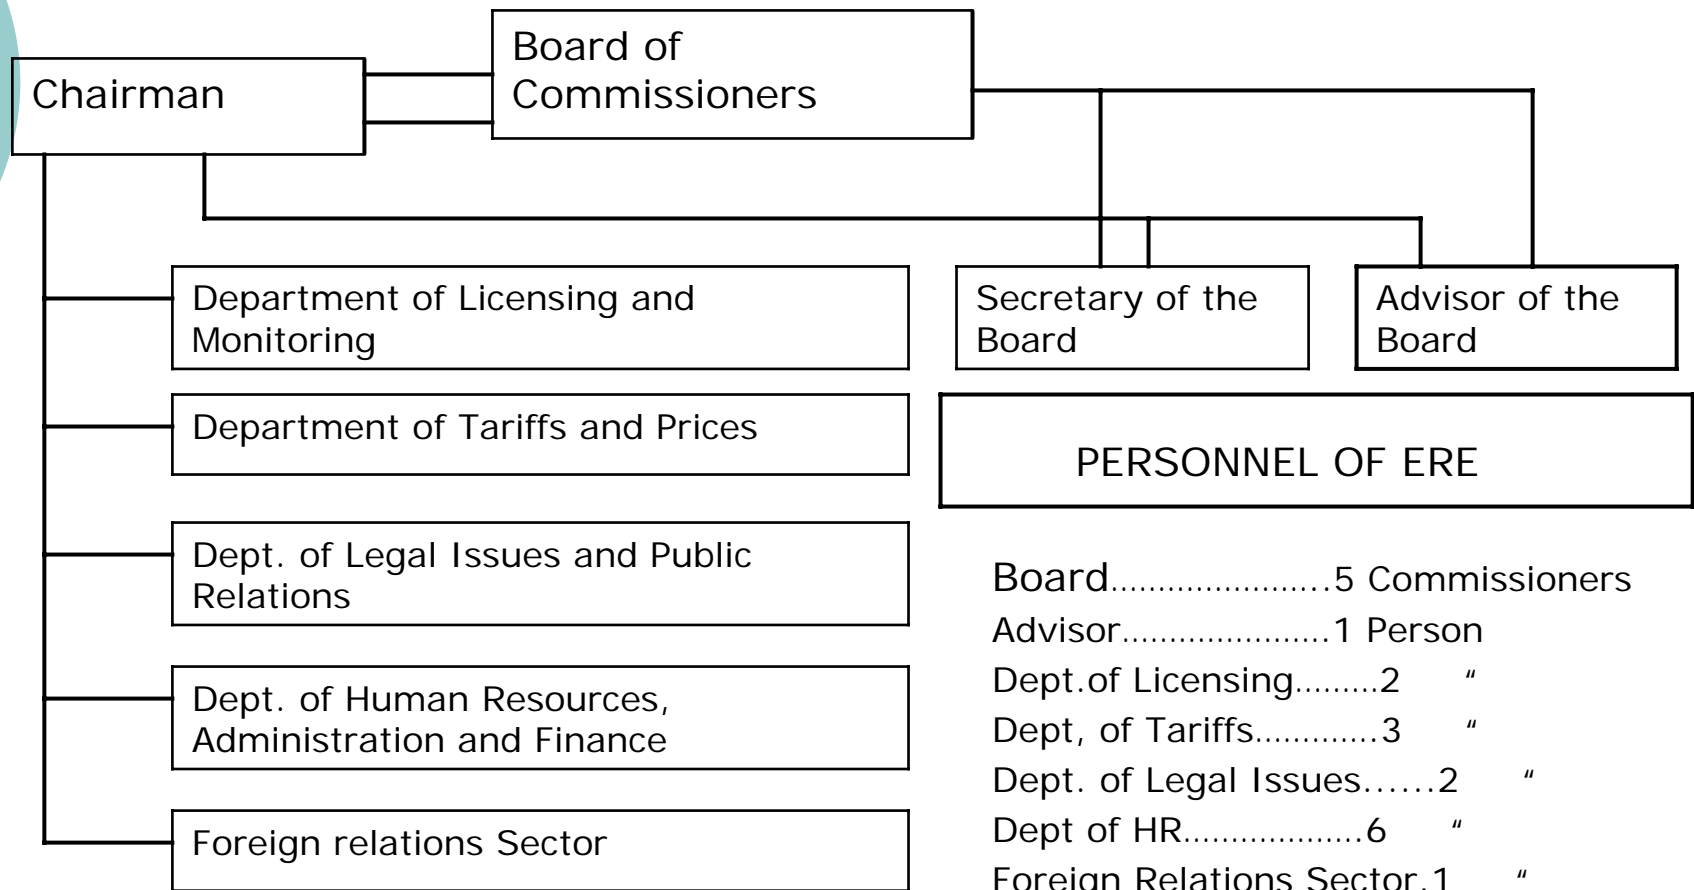 Board of
Commissioners
Chairman
Department of Licensing and
Monitoring
Secretary of the
Board
Advisor of the
Board
Department of Tariffs and Prices
PERSONNEL OF ERE
Dept. of Legal Issues and Public
Relations
Dept. of Human Resources,
Administration and Finance
Foreign relations Sector
Board........................5 Commissioners
Advisor......................1 Person
Dept.of Licensing.........2 “
Dept, of Tariffs.............3 “
Dept. of Legal Issues......2 “
Dept of HR...................6 “
Foreign Relations Sector.1 “